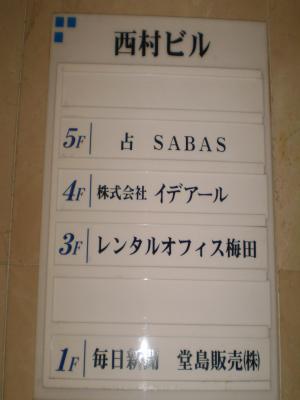 西村ビル
5F 占 SABAS
4F 株式会社 イデアール
3F レンタルオフィス梅田
1F 毎日新聞 堂島販売㈱